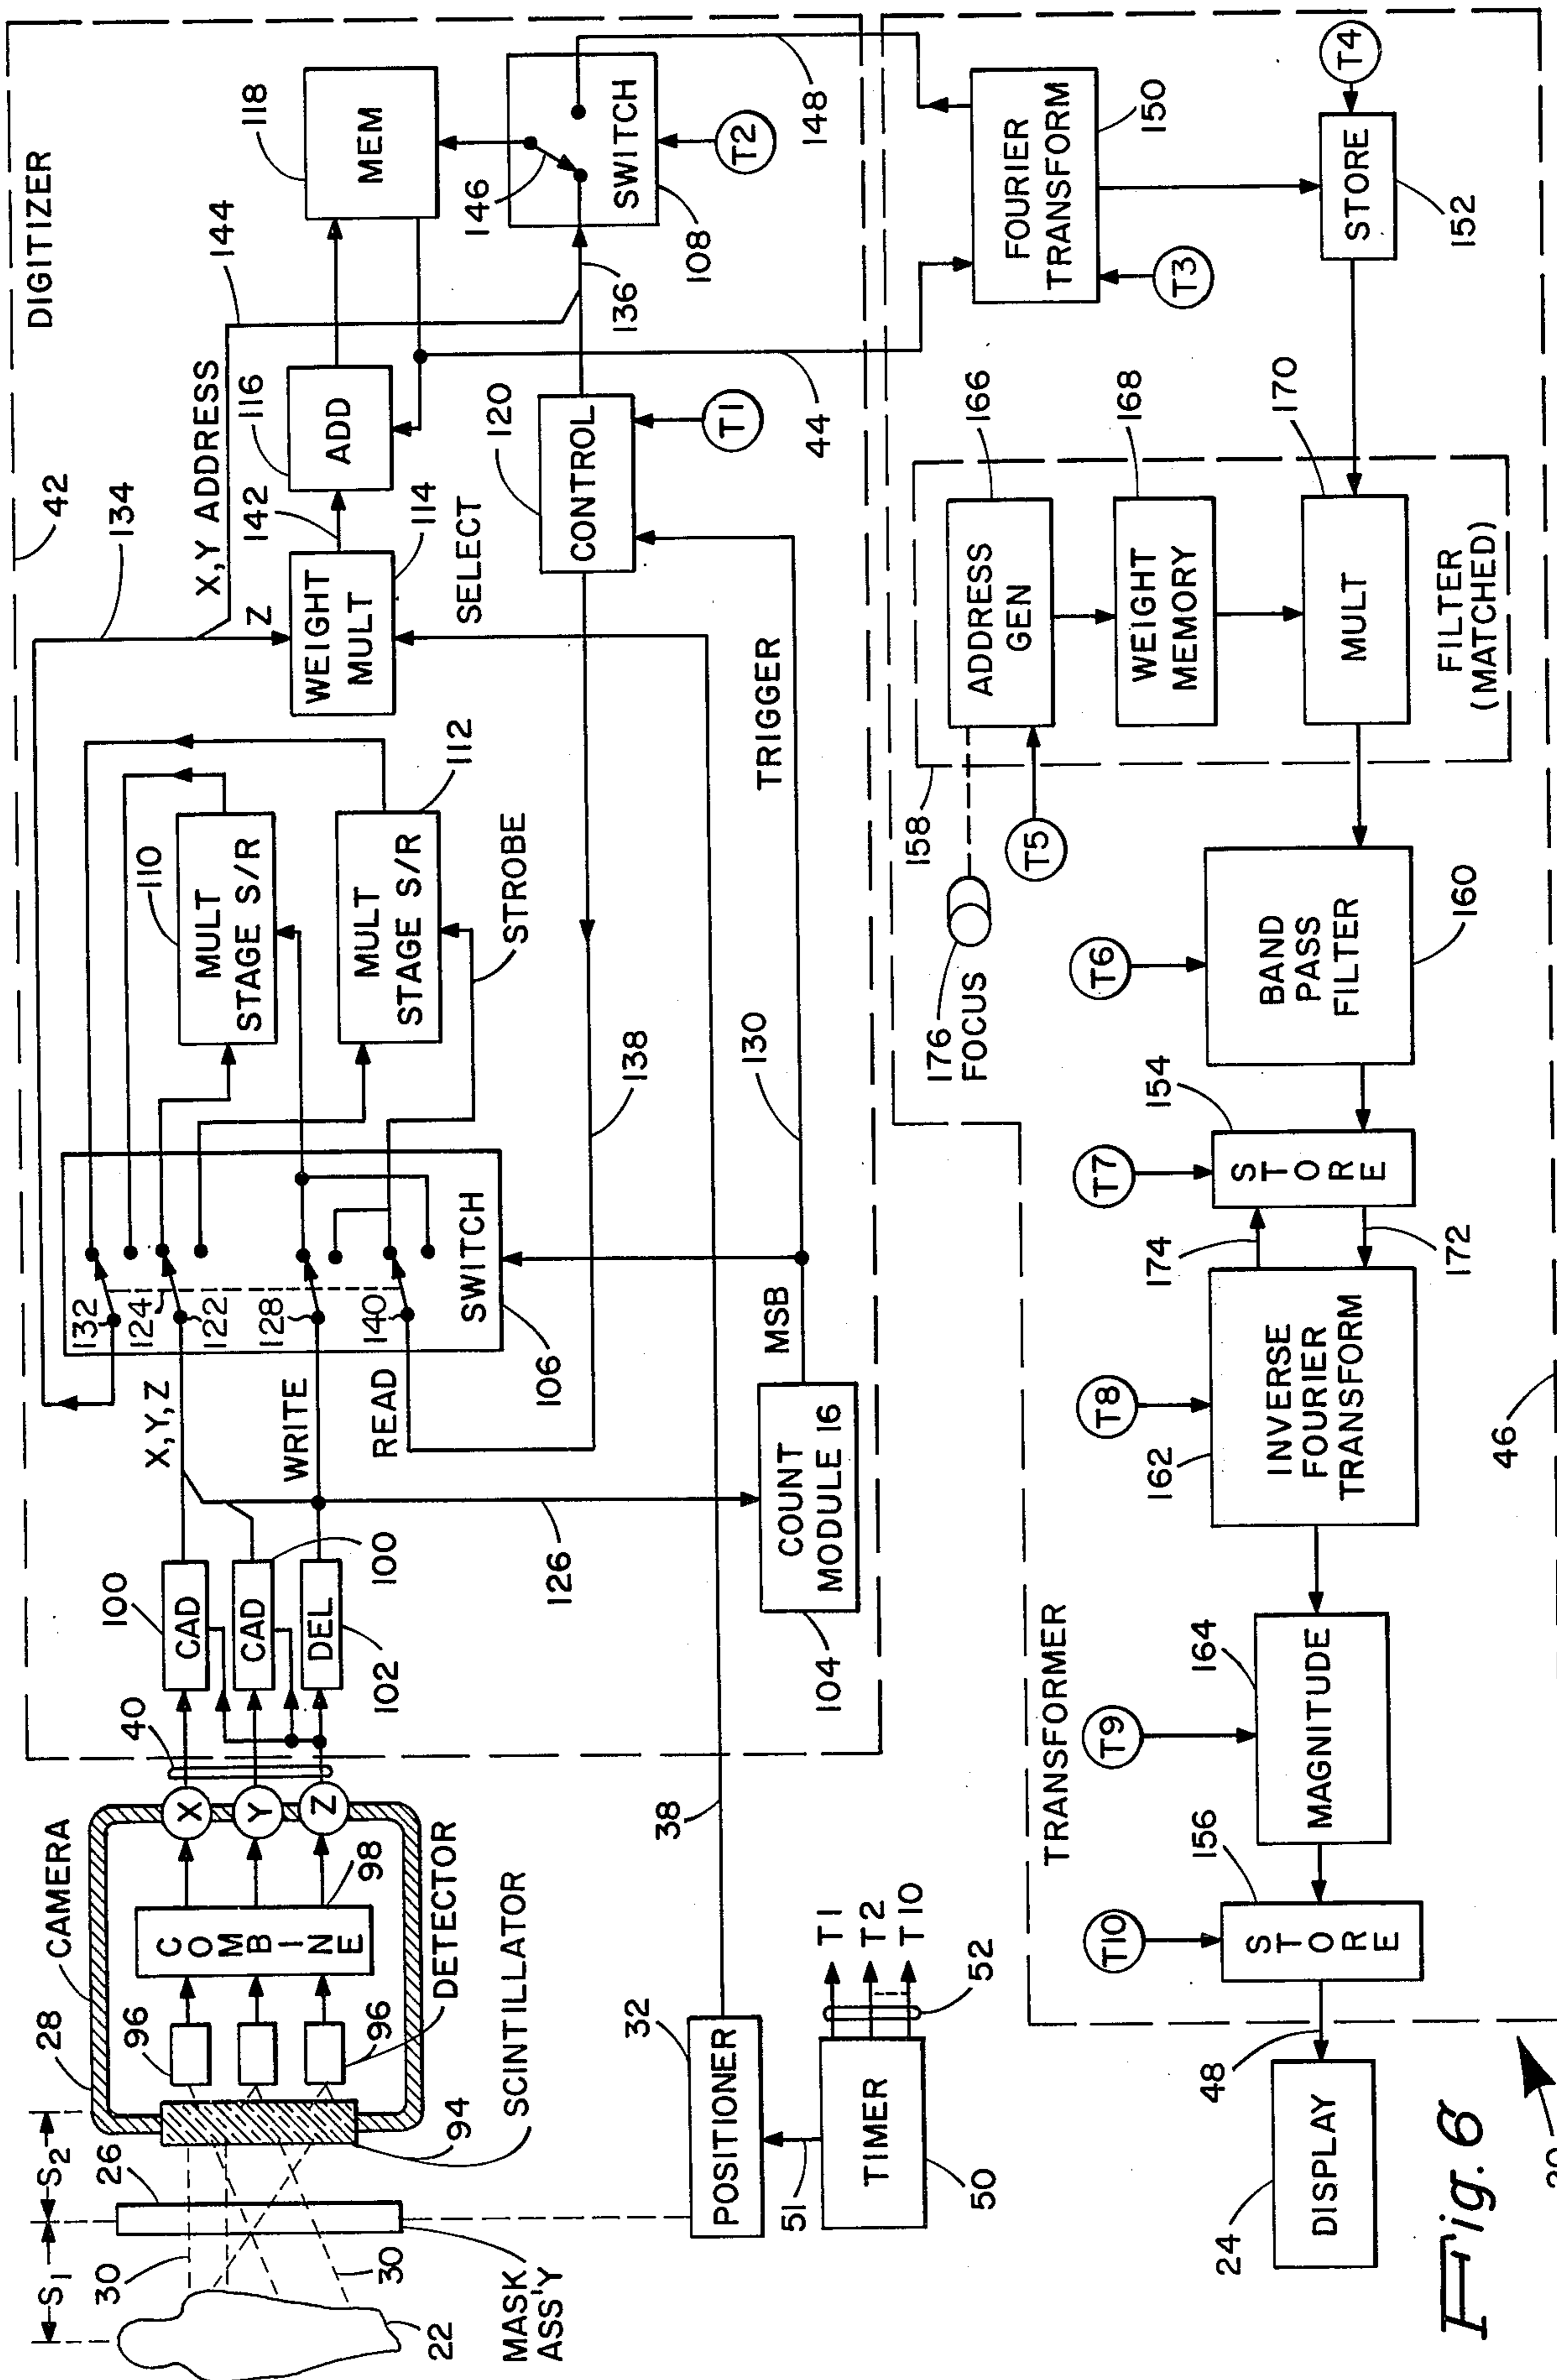 DIGITIZER
42
134
144
118
X,Y ADDRESS
116
142
MEM
ADD
Z
WEIGHT
MULT
114
SELECT
146
136
SWITCH
108
T2
148
110
MULT
STAGE S/R
112
MULT
STAGE S/R
STROBE
120
CONTROL
T1
44
138
130
TRIGGER
132
124
122
128
140
SWITCH
106
X,Y,Z
WRITE
READ
MSB
COUNT
MODULE 16
104
126
100
CAD
CAD
100
DEL
102
40
X
Y
Z
CAMERA
28
COMBINE
98
96
96
DETECTOR
SCINTILLATOR
94
S1
S2
26
30
30
MASK
ASS'Y
22
38
32
POSITIONER
51
TIMER
50
T1
T2
T10
52
FOURIER
TRANSFORM
150
T3
T4
STORE
152
166
ADDRESS
GEN
168
WEIGHT
MEMORY
170
MULT
FILTER
(MATCHED)
158
T5
176
FOCUS
T6
BAND
PASS
FILTER
160
T7
154
STORE
174
172
T8
162
INVERSE
FOURIER
TRANSFORM
46
TRANSFORMER
T9
164
MAGNITUDE
T10
156
STORE
48
24
DISPLAY
Fig. 6
20